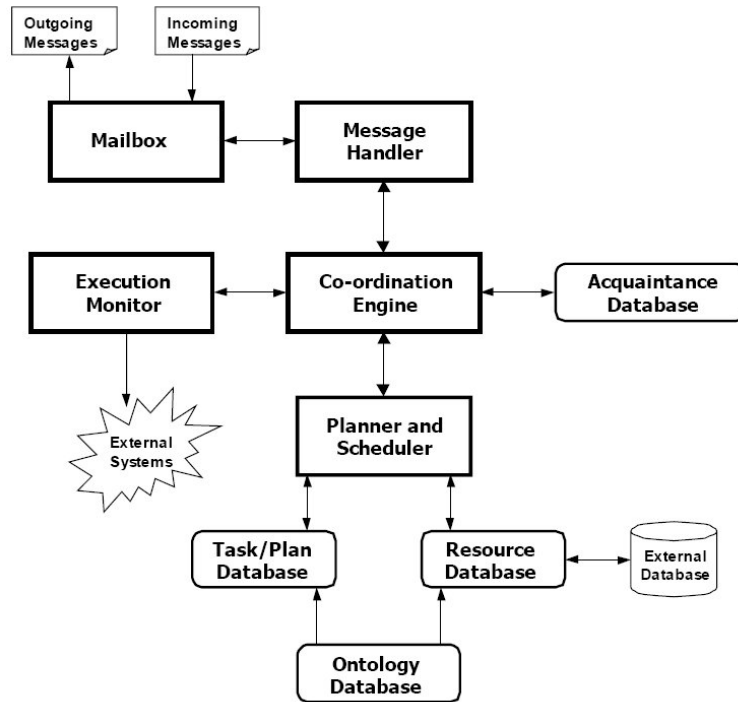 Outgoing
Messages
Incoming
Messages
Mailbox
Message
Handler
Execution
Monitor
Co-ordination
Engine
Acquaintance
Database
External
Systems
Planner and
Scheduler
Task/Plan
Database
Resource
Database
External
Database
Ontology
Database